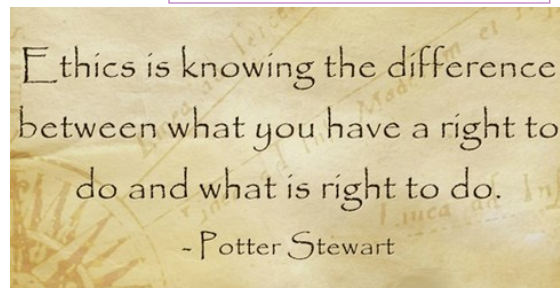 Ethics is knowing the difference
between what you have a right to
do and what is right to do.
- Potter Stewart